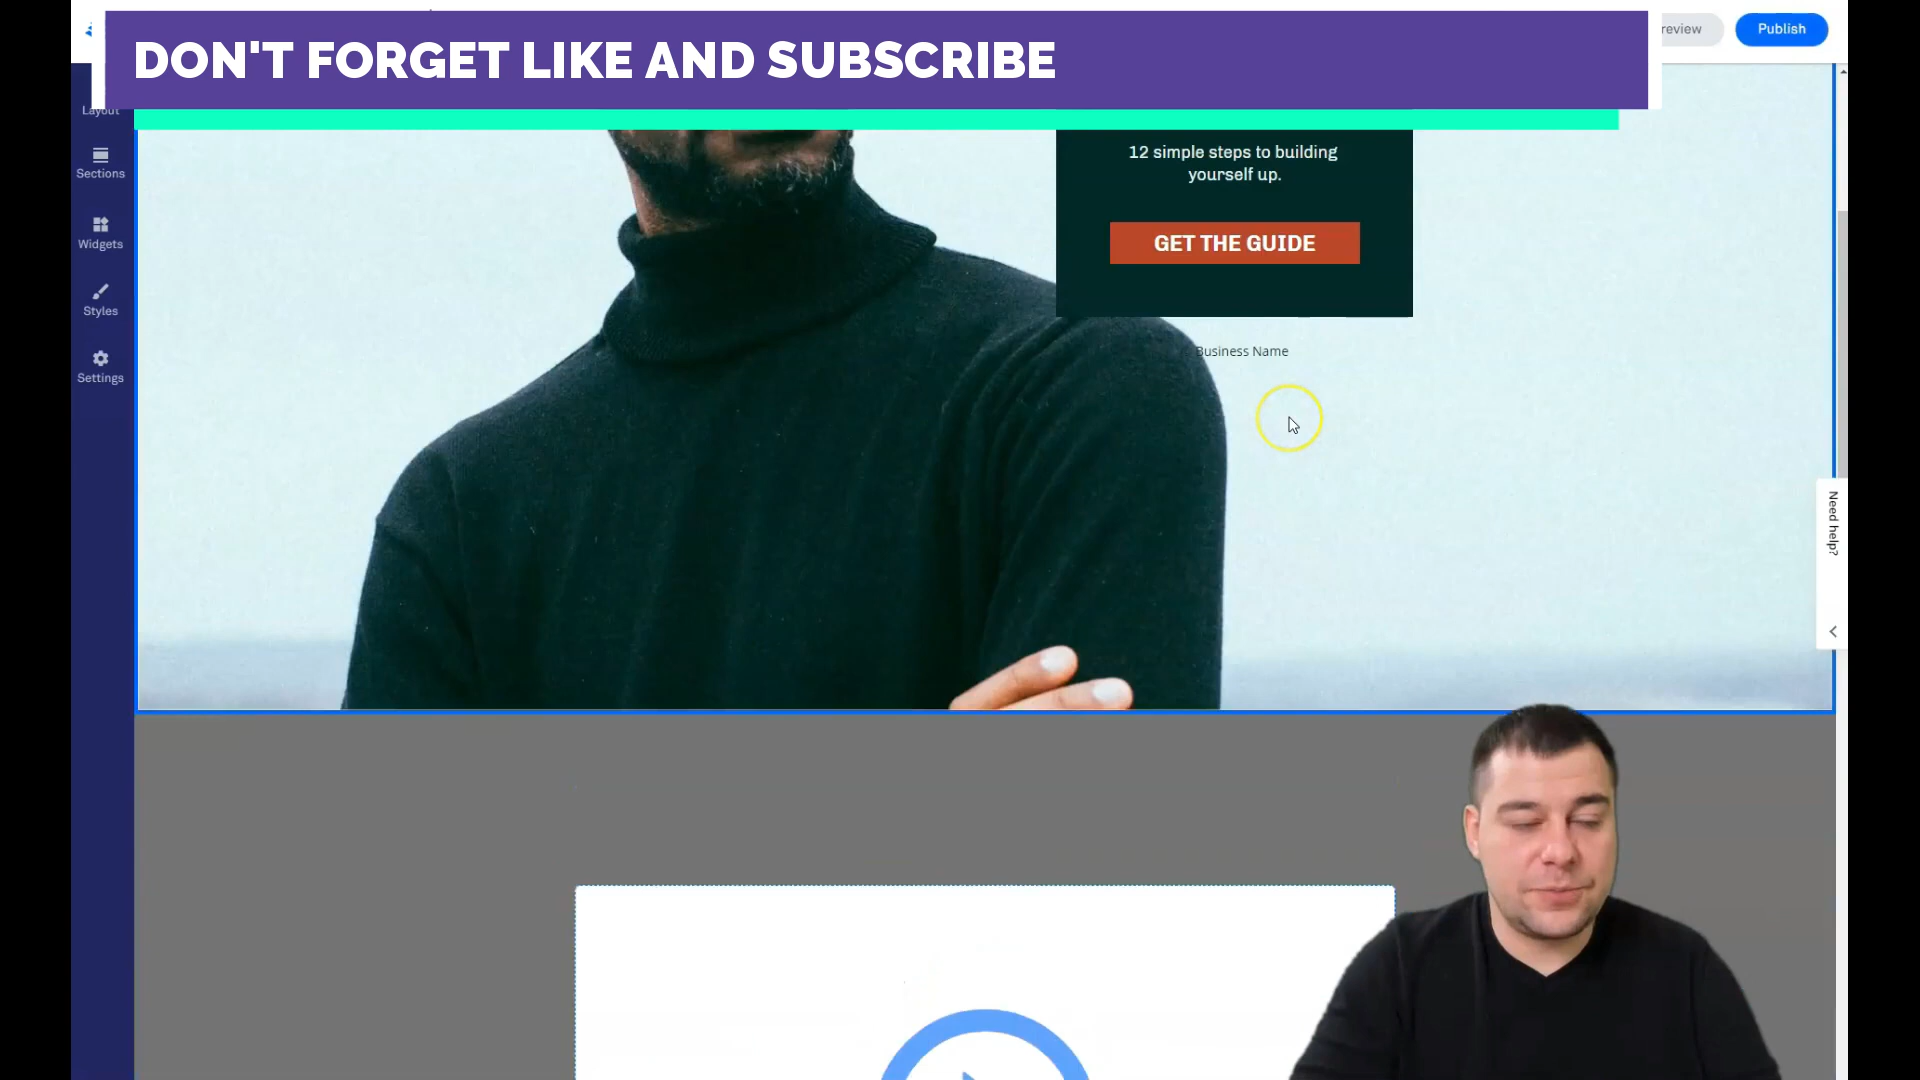 DON'T FORGET LIKE AND SUBSCRIBE
review
Publish
Layout
Sections
Widgets
Styles
Settings
12 simple steps to building
yourself up.
GET THE GUIDE
Business Name
Need help?